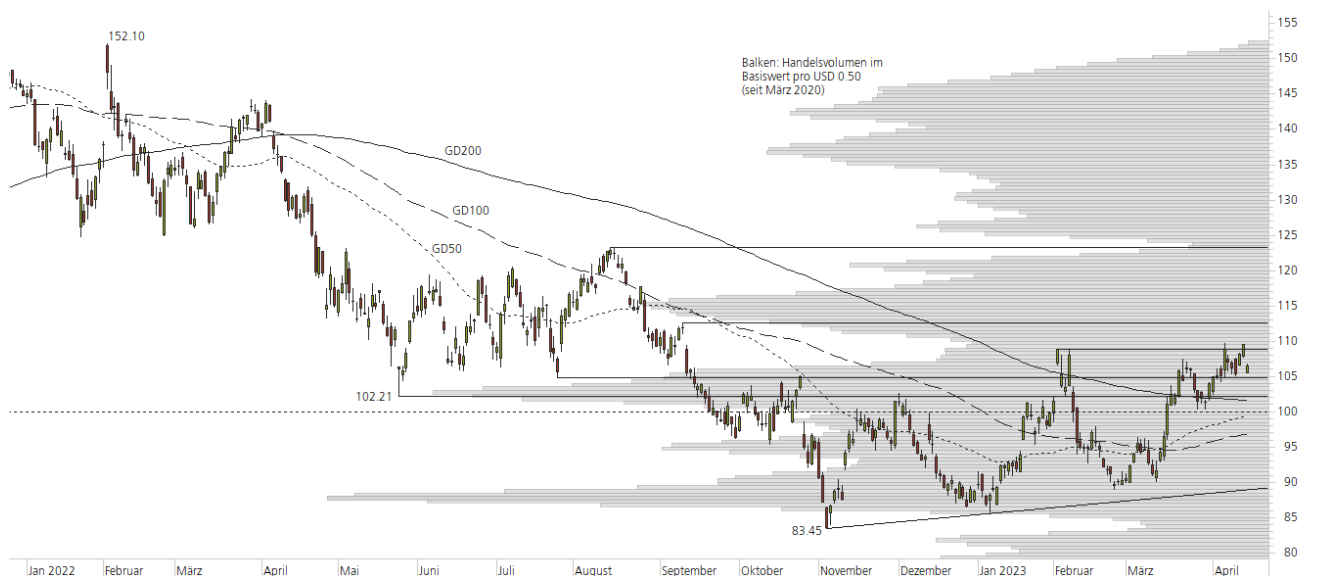 152.10
Balken: Handelsvolumen im
Basiswert pro USD 0.50
(seit März 2020)
GD200
GD100
GD50
102.21
83.45
155
150
145
140
135
130
125
120
115
110
105
100
95
90
85
80
Jan 2022 Februar März April Mai Juni Juli August September Oktober November Dezember Jan 2023 Februar März April